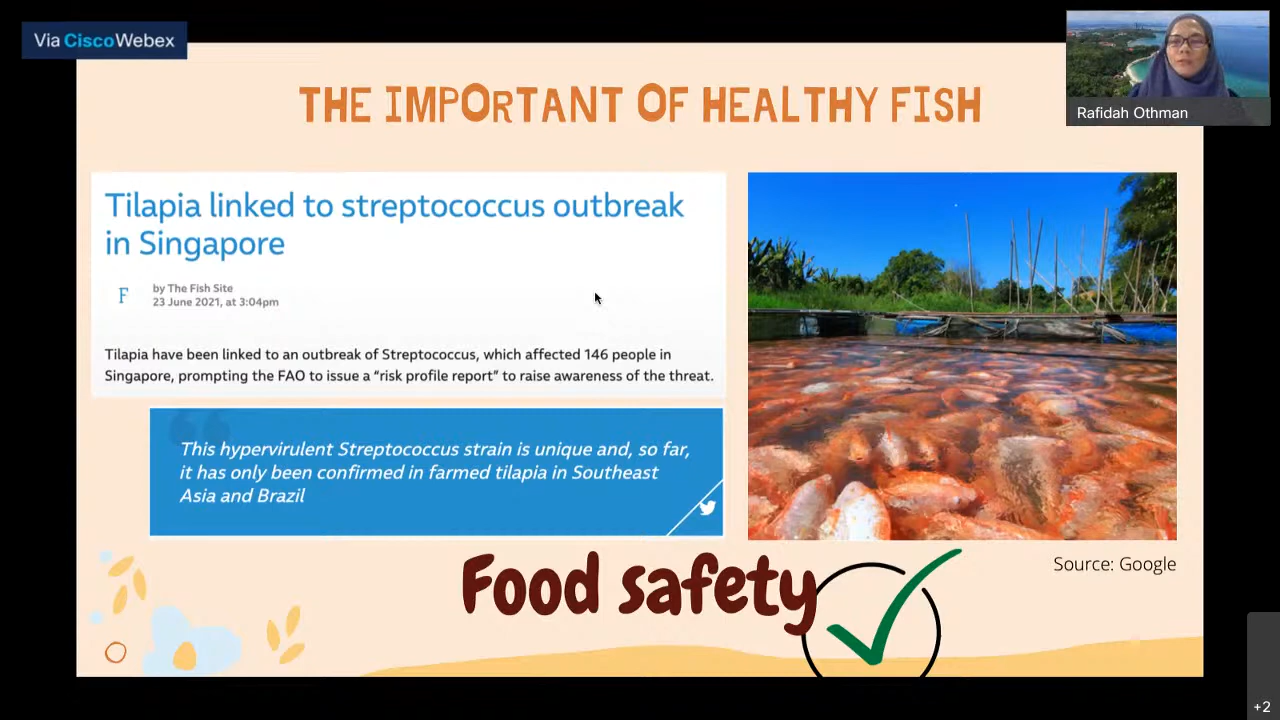 Via CiscoWebex
Rafidah Othman
THE IMPORTANT OF HEALTHY FISH
Tilapia linked to streptococcus outbreak
in Singapore
F
by The Fish Site
23 June 2021, at 3:04pm
Tilapia have been linked to an outbreak of Streptococcus, which affected 146 people in
Singapore, prompting the FAO to issue a “risk profile report” to raise awareness of the threat.
This hypervirulent Streptococcus strain is unique and, so far,
it has only been confirmed in farmed tilapia in Southeast
Asia and Brazil
Source: Google
Food safety
+2